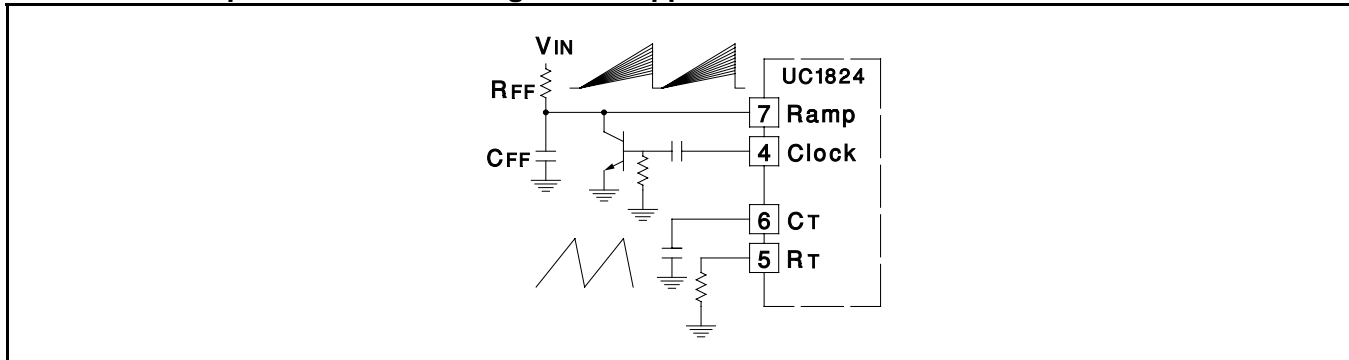 VIN
UC1824
RFF
7 Ramp
CFF
4 Clock
6 CT
5 RT